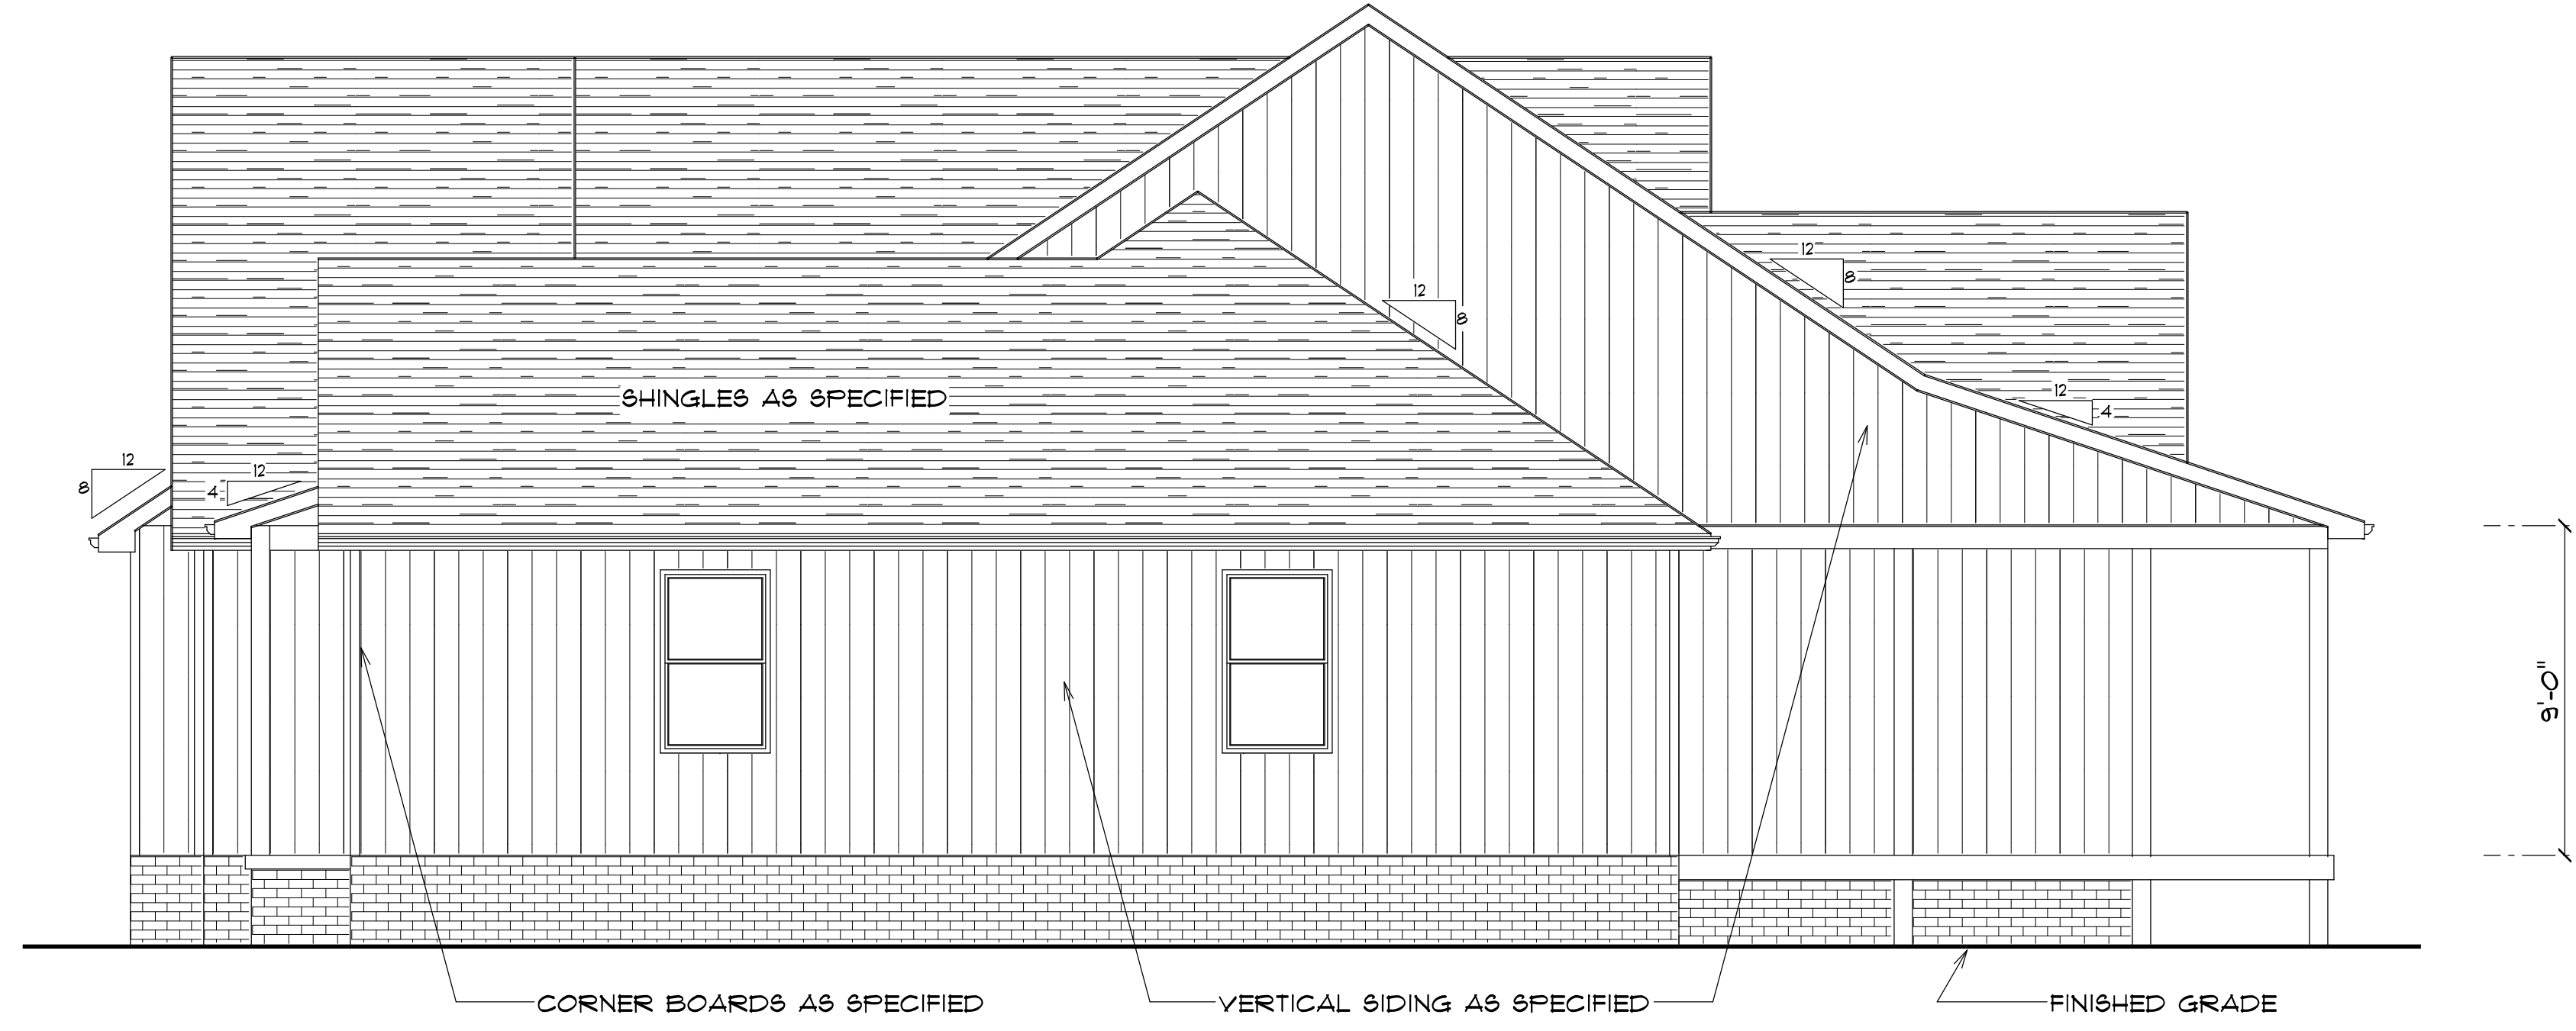 12
8
12
8
SHINGLES AS SPECIFIED
12
4
12
8
12
4
9'-0"
CORNER BOARDS AS SPECIFIED
VERTICAL SIDING AS SPECIFIED
FINISHED GRADE